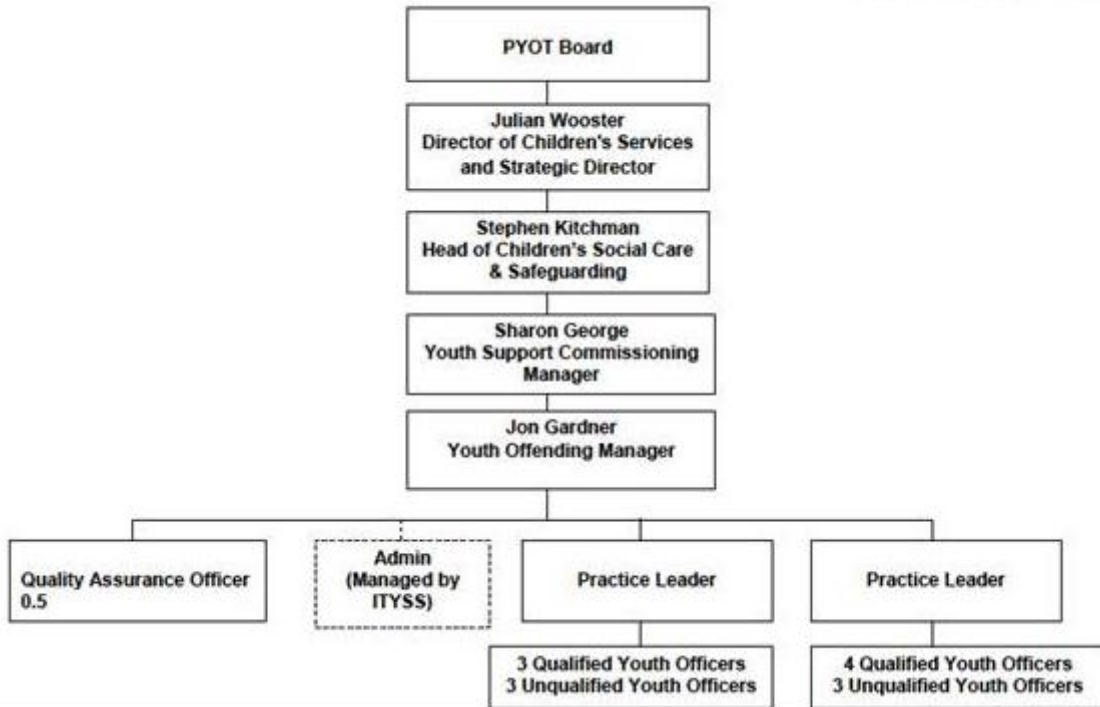 PYOT Board
Julian Wooster
Director of Children's Services
and Strategic Director
Stephen Kitchman
Head of Children's Social Care
& Safeguarding
Sharon George
Youth Support Commissioning
Manager
Jon Gardner
Youth Offending Manager
Quality Assurance Officer
0.5
Admin
(Managed by
ITYSS)
Practice Leader
Practice Leader
3 Qualified Youth Officers
3 Unqualified Youth Officers
4 Qualified Youth Officers
3 Unqualified Youth Officers